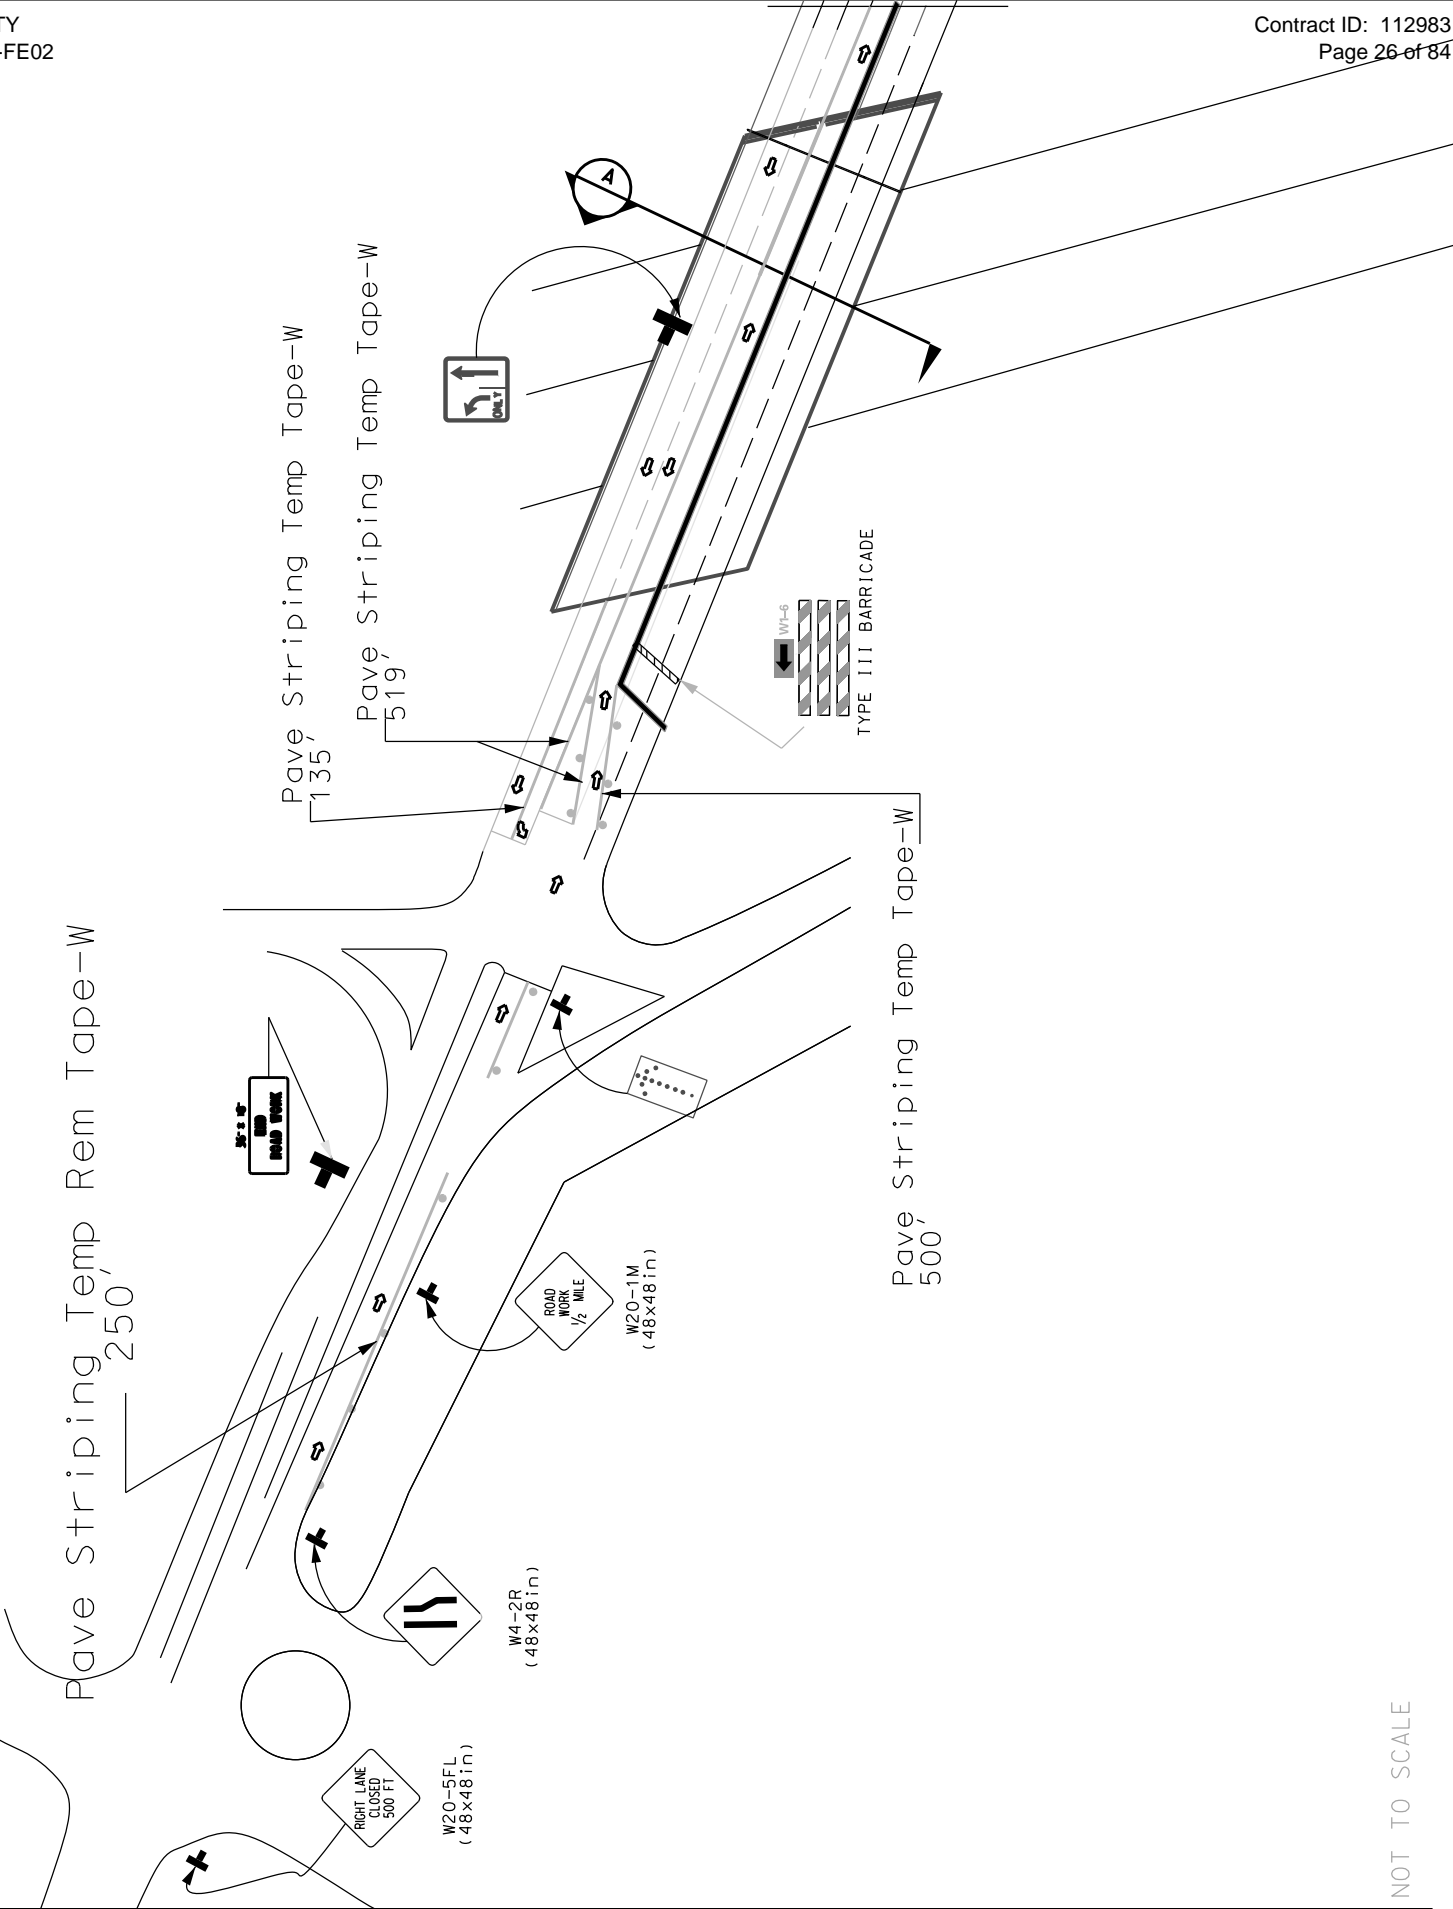 TY
-FE02
Contract ID: 112983
Page 26 of 84
A
Pave Striping Temp Tape-W
135'
Pave Striping Temp Tape-W
519'
ONLY
W1-6
TYPE III BARRICADE
Pave Striping Temp Rem Tape-W
250'
36" x 18"
END
ROAD WORK
Pave Striping Temp Tape-W
500'
ROAD
WORK
1/2 MILE
W20-1M
(48x48in)
W4-2R
(48x48in)
RIGHT LANE
CLOSED
500 FT
W20-5FL
(48x48in)
NOT TO SCALE